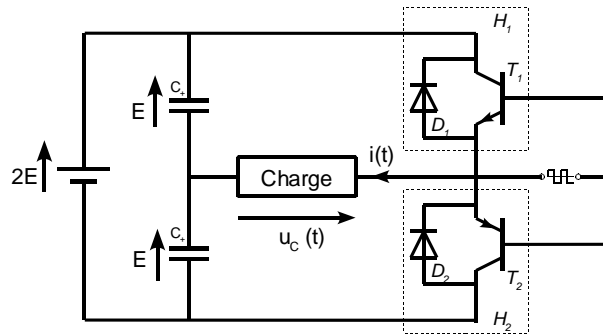 H1
C+
T1
E
D1
i(t)
2E
Charge
C+
uC (t)
E
D2
T2
H2